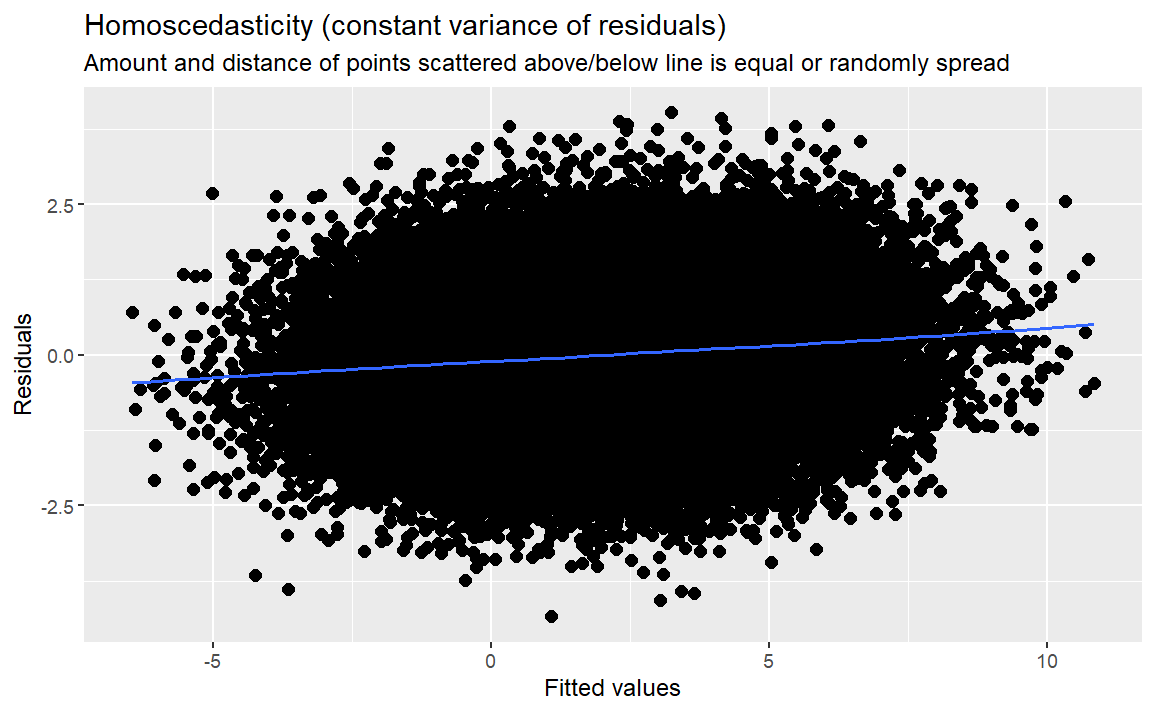 Homoscedasticity (constant variance of residuals)
Amount and distance of points scattered above/below line is equal or randomly spread
Residuals
2.5
0.0
-2.5
-5
0
5
10
Fitted values